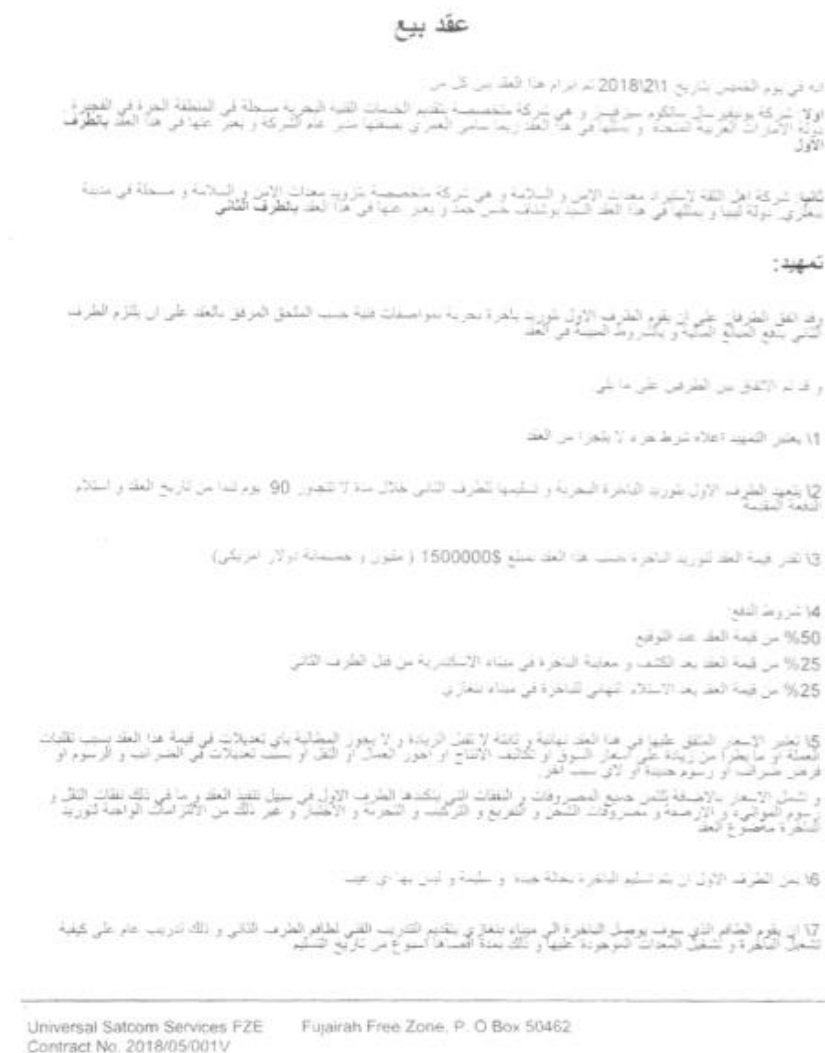 عقد بيع
انه في يوم الخميس بتاريخ 2018\2\1 تم ابرام هذا العقد بين كل من :
اولا: شركة يونيفيرسال ساتكوم سيرفيسز و هي شركة متخصصة بتقديم الخدمات الفنية البحرية مسجلة في المنطقة الحرة في الفجيرة
دولة الامارات العربية المتحدة و يمثلها في هذا العقد ريما سامي العمري بصفتها مدير عام الشركة و يعبر عنها في هذا العقد بالطرف
الأول
ثانيا: شركة اهل الثقة لاستيراد معدات الامن و السلامة و هي شركة متخصصة بتزويد معدات الامن و السلامة و مسجلة في مدينة
بنغازي دولة ليبيا و يمثلها في هذا العقد السيد بوشناف حسن حمد و يعبر عنها في هذا العقد بالطرف الثاني
تمهيد:
وقد اتفق الطرفان على ان يقوم الطرف الاول بتوريد باخرة بحرية بمواصفات فنية حسب الملحق المرفق بالعقد على ان يلتزم الطرف
الثاني بدفع المبالغ المالية و بالشروط المبينة في العقد
و قد تم الاتفاق بين الطرفين على ما يلي
1\ يعتبر التمهيد اعلاه شرط جزء لا يتجزا من العقد
2\ يتعهد الطرف الاول بتوريد الباخرة البحرية و تسليمها للطرف الثاني خلال مدة لا تتجاوز 90 يوم تبدا من تاريخ العقد و استلام
الدفعة المقدمة
3\ تقدر قيمة العقد لتوريد الباخرة حسب هذا العقد بمبلغ $1500000 ( مليون و خمسمائة دولار امريكي)
4\ شروط الدفع:
50% من قيمة العقد عند التوقيع
25% من قيمة العقد بعد الكشف و معاينة الباخرة في ميناء الاسكندرية من قبل الطرف الثاني
25% من قيمة العقد بعد الاستلام النهائي للباخرة في ميناء بنغازي
5\ تعتبر الاسعار المتفق عليها في هذا العقد نهائية و ثابتة لا تقبل الزيادة و لا يجوز المطالبة باي تعديلات في قيمة هذا العقد بسبب تقلبات
العملة او ما يطرا من زيادة على اسعار السوق او تكاليف الانتاج او اجور العمل او النقل او بسبب تعديلات في الضرائب و الرسوم او
فرض ضرائب او رسوم جديدة او لاي سبب اخر
و تشمل الاسعار بالاضافة تلتمس جميع المصروفات و النفقات التي يتكبدها الطرف الاول في سبيل تنفيذ العقد و ما في ذلك نفقات النقل و
رسوم الموانيء و الارصفة و مصروفات الشحن و التفريغ و التركيب و التجربة و الاختبار و غير ذلك من الالتزامات الواجبة لتوريد
الباخرة موضوع العقد
6\ يضمن الطرف الاول ان يتم تسليم الباخرة بحالة جيدة و سليمة و ليس بها اي عيب
7\ ان يقوم الطاقم الذي سوف يوصل الباخرة الى ميناء بنغازي بتقديم التدريب الفني لطاقم الطرف الثاني و ذلك تدريب عام على كيفية
تشغيل الباخرة و تشغيل المعدات الموجودة عليها و ذلك بمدة اقصاها اسبوع من تاريخ التسليم
Universal Satcom Services FZE Fujairah Free Zone, P. O Box 50462
Contract No. 2018/05/001V